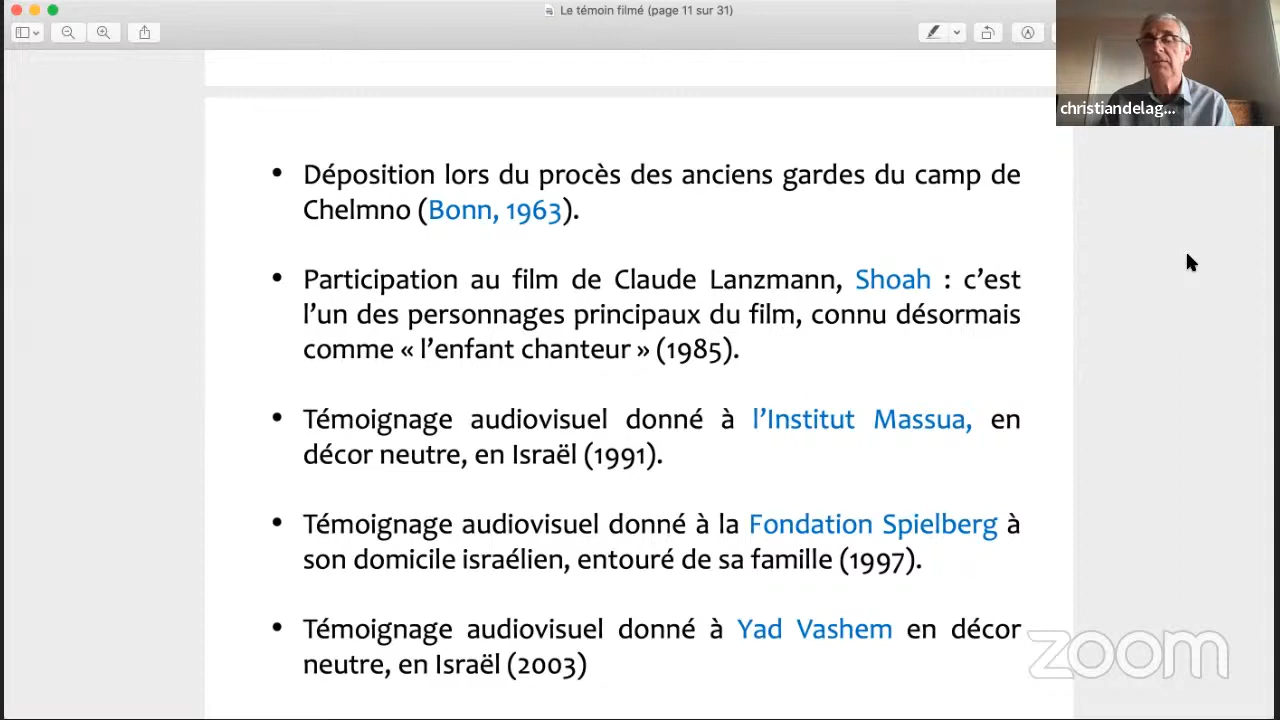 Le témoin filmé (page 11 sur 31)
christiandelag...
• Déposition lors du procès des anciens gardes du camp de
Chelmno (Bonn, 1963).
• Participation au film de Claude Lanzmann, Shoah : c’est
l’un des personnages principaux du film, connu désormais
comme « l’enfant chanteur » (1985).
• Témoignage audiovisuel donné à l’Institut Massua, en
décor neutre, en Israël (1991).
• Témoignage audiovisuel donné à la Fondation Spielberg à
son domicile israélien, entouré de sa famille (1997).
• Témoignage audiovisuel donné à Yad Vashem en décor
neutre, en Israël (2003)
zoom